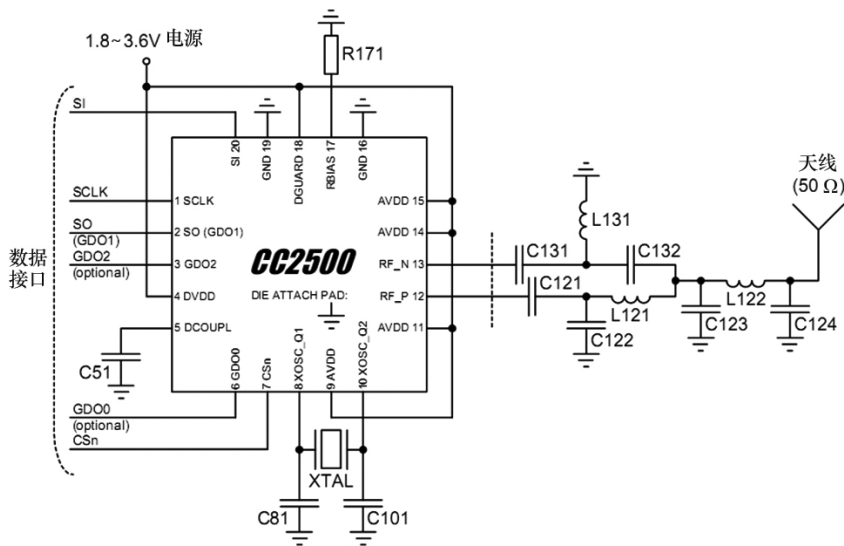 1.8~3.6V 电源
R171
SI
SI 20
GND 19
DGUARD 18
RBIAS 17
GND 16
天线
(50 Ω)
SCLK
1 SCLK
AVDD 15
L131
SO
(GDO1)
2 SO (GDO1)
AVDD 14
数据
接口
GDO2
(optional)
3 GDO2
CC2500
RF_N 13
C131
C132
4 DVDD
DIE ATTACH PAD:
RF_P 12
C121
L121
L122
5 DCOUPL
AVDD 11
C122
C123
C124
C51
6 GDO0
7 CSn
8 XOSC_Q1
9 AVDD
10 XOSC_Q2
GDO0
(optional)
CSn
XTAL
C81
C101